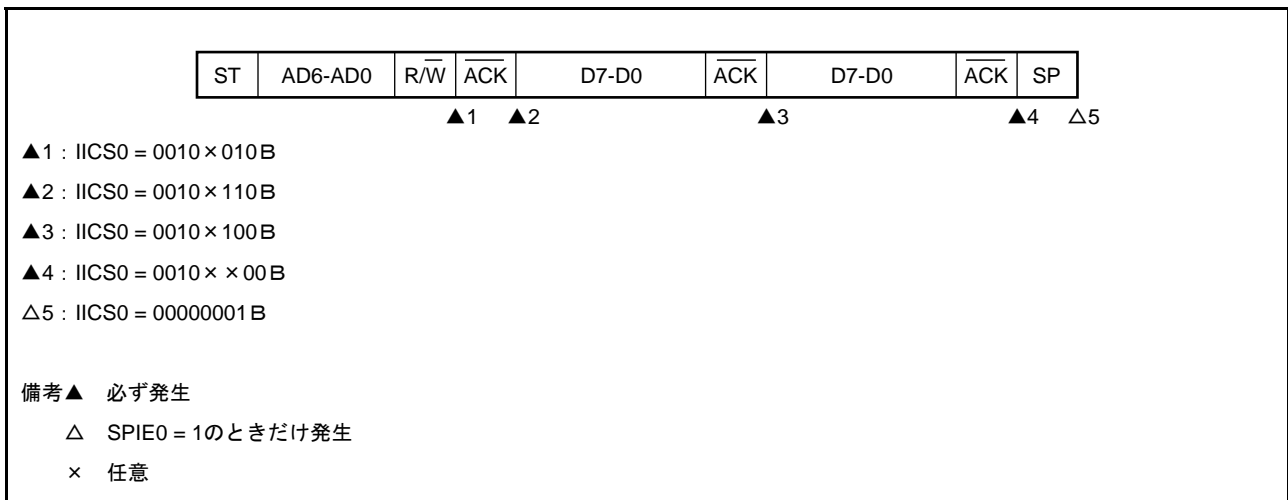 ST AD6-AD0 R/W ACK D7-D0 ACK D7-D0 ACK SP
▲1 ▲2 ▲3 ▲4 △5
▲1：IICS0 = 0010×010B
▲2：IICS0 = 0010×110B
▲3：IICS0 = 0010×100B
▲4：IICS0 = 0010××00B
△5：IICS0 = 00000001B
備考▲ 必ず発生
△ SPIE0 = 1のときだけ発生
× 任意